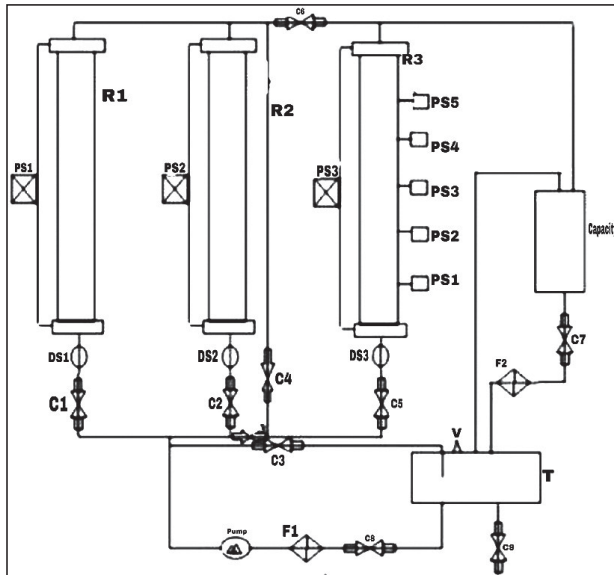 C6
R3
R1
R2
PS5
PS4
PS1
PS2
PS3
PS3
PS2
PS1
Capacit
DS1
DS2
DS3
C7
C4
F2
C1
C2
C5
V
C3
T
Pump
F1
C8
C9